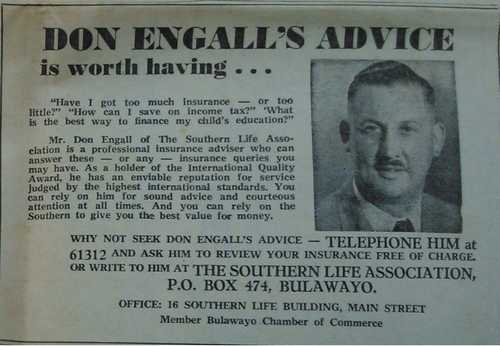 DON ENGALL'S ADVICE
is worth having . . .
"Have I got too much insurance — or too
little?" "How can I save on income tax?" "What
is the best way to finance my child's education?"
Mr. Don Engall of The Southern Life Asso-
ciation is a professional insurance adviser who can
answer these — or any — insurance queries you
may have. As a holder of the International Quality
Award, he has an enviable reputation for service
judged by the highest international standards. You
can rely on him for sound advice and courteous
attention at all times. And you can rely on the
Southern to give you the best value for money.
WHY NOT SEEK DON ENGALL'S ADVICE — TELEPHONE HIM at
61312 AND ASK HIM TO REVIEW YOUR INSURANCE FREE OF CHARGE.
OR WRITE TO HIM AT THE SOUTHERN LIFE ASSOCIATION,
P.O. BOX 474, BULAWAYO.
OFFICE: 16 SOUTHERN LIFE BUILDING, MAIN STREET
Member Bulawayo Chamber of Commerce